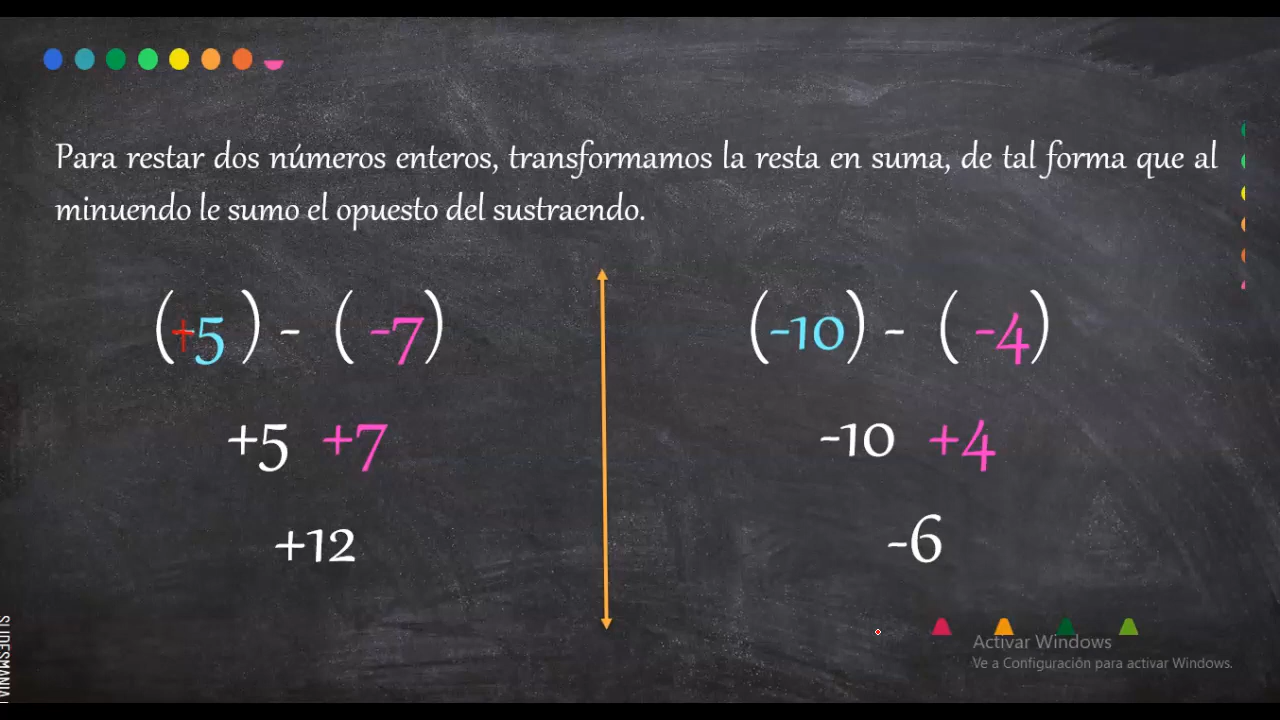 Para restar dos números enteros, transformamos la resta en suma, de tal forma que al
minuendo le sumo el opuesto del sustraendo.
(+5) - (-7)
+5 +7
+12
(-10) - (-4)
-10 +4
-6
Activar Windows
Ve a Configuración para activar Windows.
SLIDESMANIA